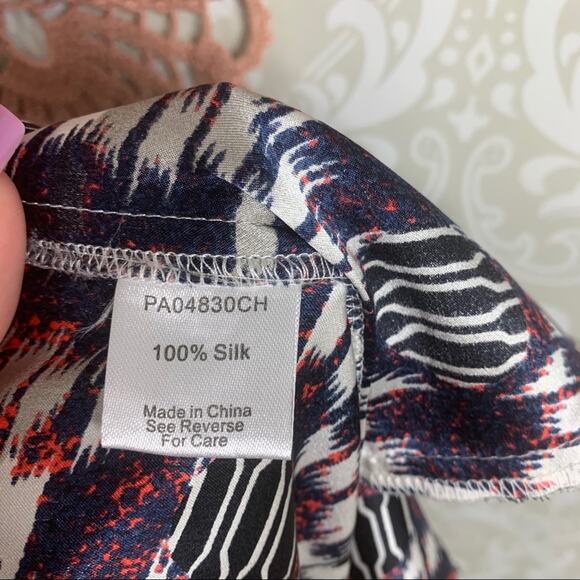 PA04830CH
100% Silk
Made in China
See Reverse
For Care